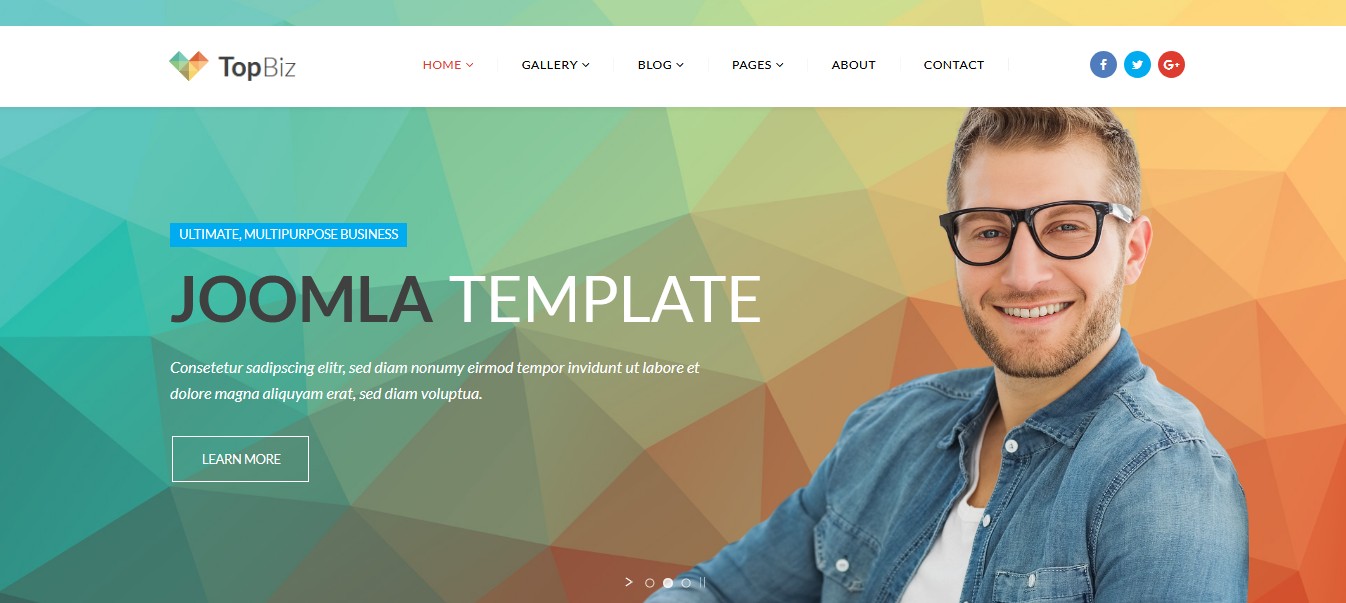 TopBiz
HOME
GALLERY
BLOG
PAGES
ABOUT
CONTACT
f
G+
ULTIMATE, MULTIPURPOSE BUSINESS
JOOMLA TEMPLATE
Consetetur sadipscing elitr, sed diam nonumy eirmod tempor invidunt ut labore et
dolore magna aliquyam erat, sed diam voluptua.
LEARN MORE